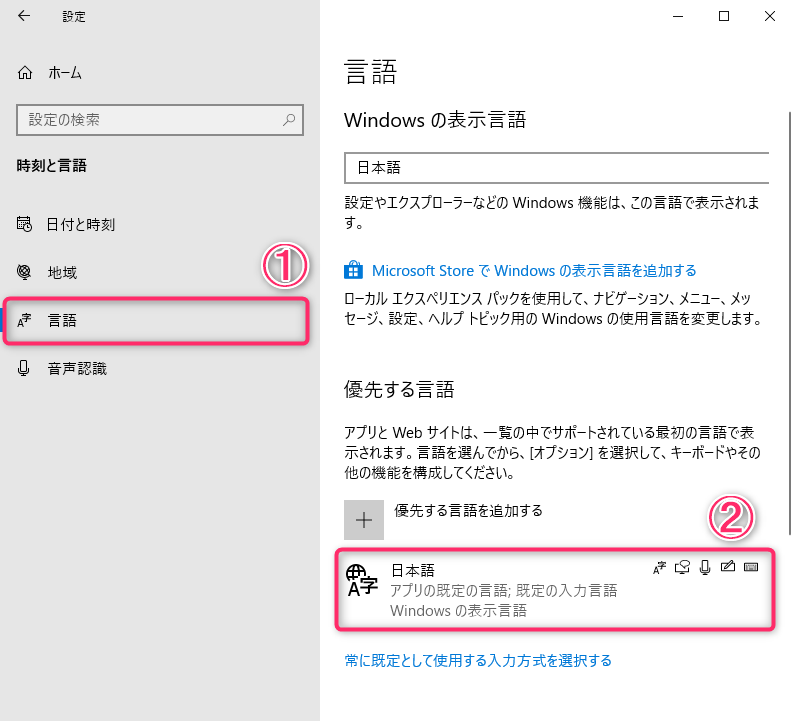 設定
ホーム
設定の検索
時刻と言語
日付と時刻
①
地域
言語
音声認識
言語
Windows の表示言語
日本語
設定やエクスプローラーなどの Windows 機能は、この言語で表示されま
す。
Microsoft Store で Windows の表示言語を追加する
ローカル エクスペリエンス パックを使用して、ナビゲーション、メニュー、メッ
セージ、設定、ヘルプ トピック用の Windows の使用言語を変更します。
優先する言語
アプリと Web サイトは、一覧の中でサポートされている最初の言語で表
示されます。言語を選んでから、[オプション] を選択して、キーボードやその
他の機能を構成してください。
優先する言語を追加する
②
日本語
アプリの既定の言語; 既定の入力言語
Windows の表示言語
常に既定として使用する入力方式を選択する